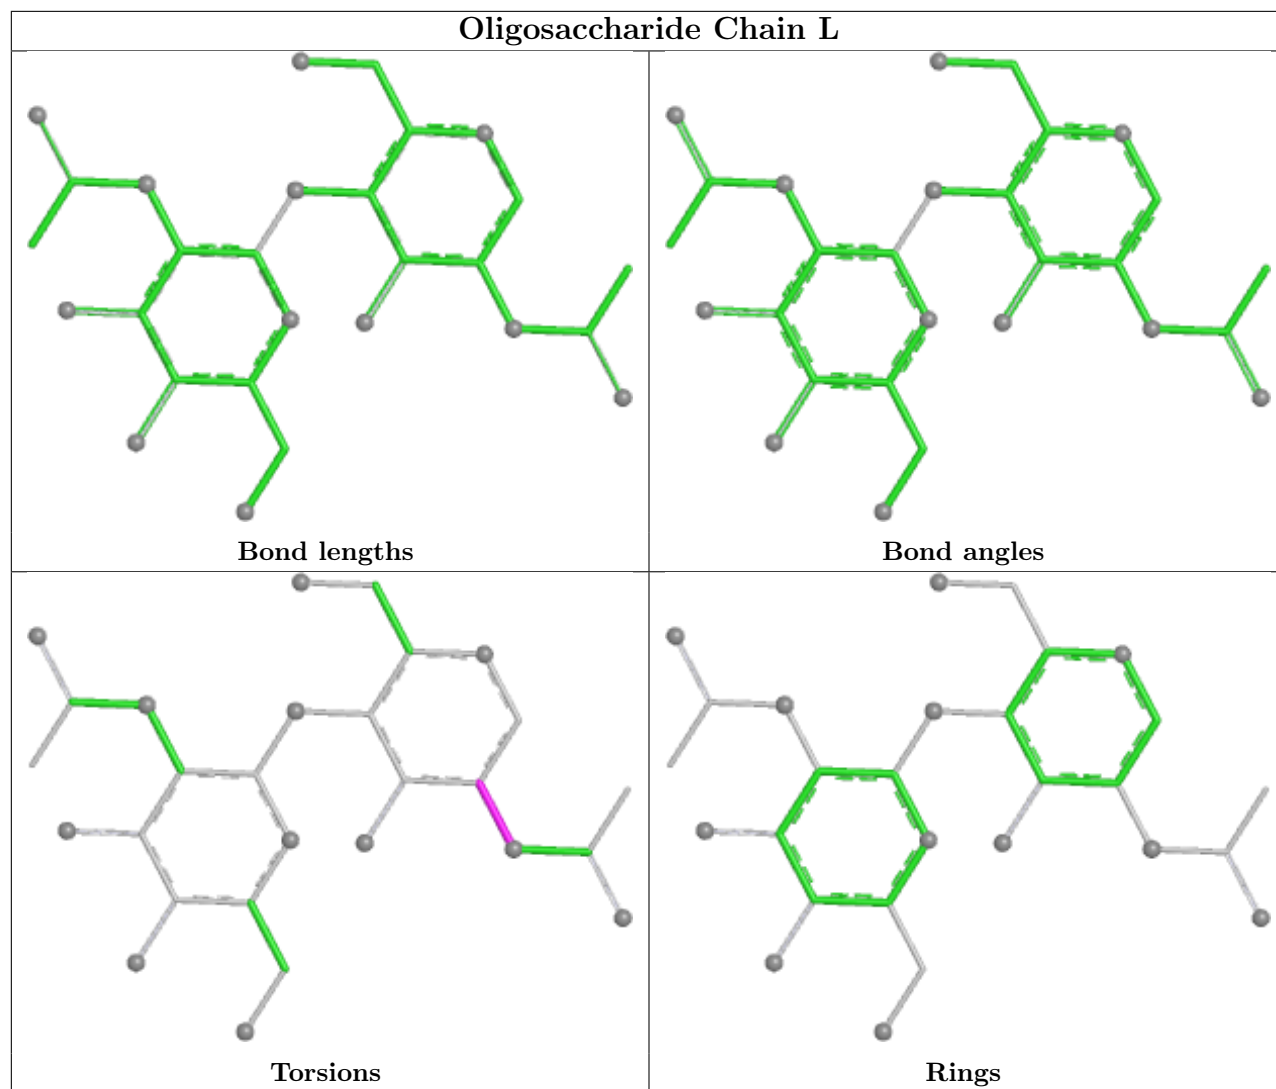 Oligosaccharide Chain L
Bond lengths
Bond angles
Torsions
Rings